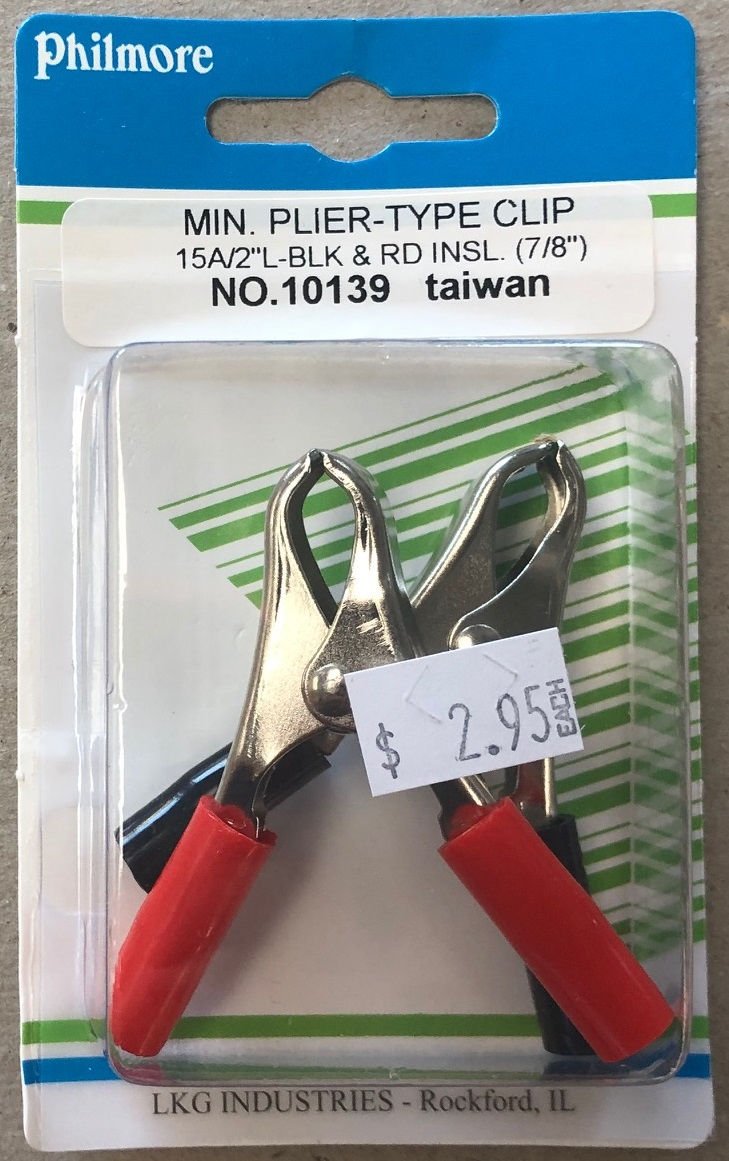 Philmore
MIN. PLIER-TYPE CLIP
15A/2"L-BLK & RD INSL. (7/8")
NO.10139 taiwan
$ 2.95 EACH
LKG INDUSTRIES - Rockford, IL